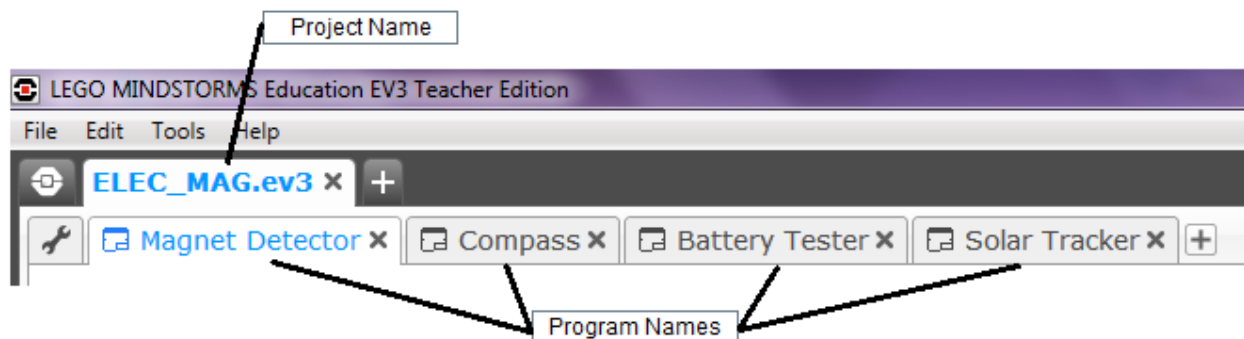 Project Name
LEGO MINDSTORMS Education EV3 Teacher Edition
File Edit Tools Help
ELEC_MAG.ev3
Magnet Detector Compass Battery Tester Solar Tracker
Program Names